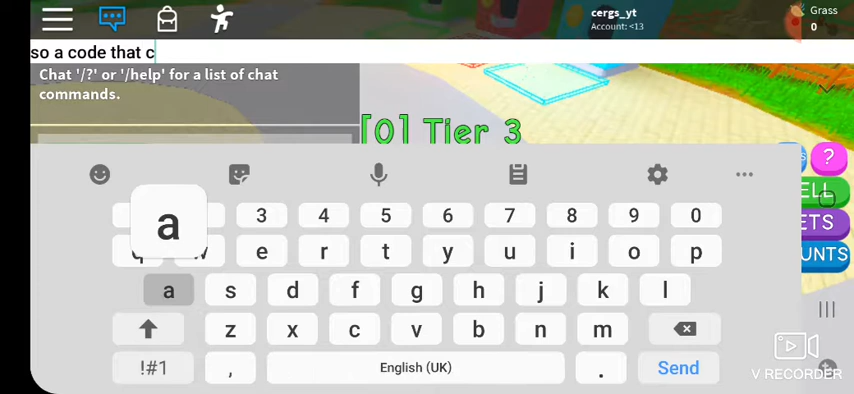 cergs_yt
Account: <13
Grass
0
so a code that c
Chat '/?' or '/help' for a list of chat
commands.
[0] Tier 3
?
ELL
ETS
UNTS
a
3 4 5 6 7 8 9 0
q w e r t y u i o p
a s d f g h j k l
z x c v b n m
!#1 , English (UK) . Send
V RECORDER